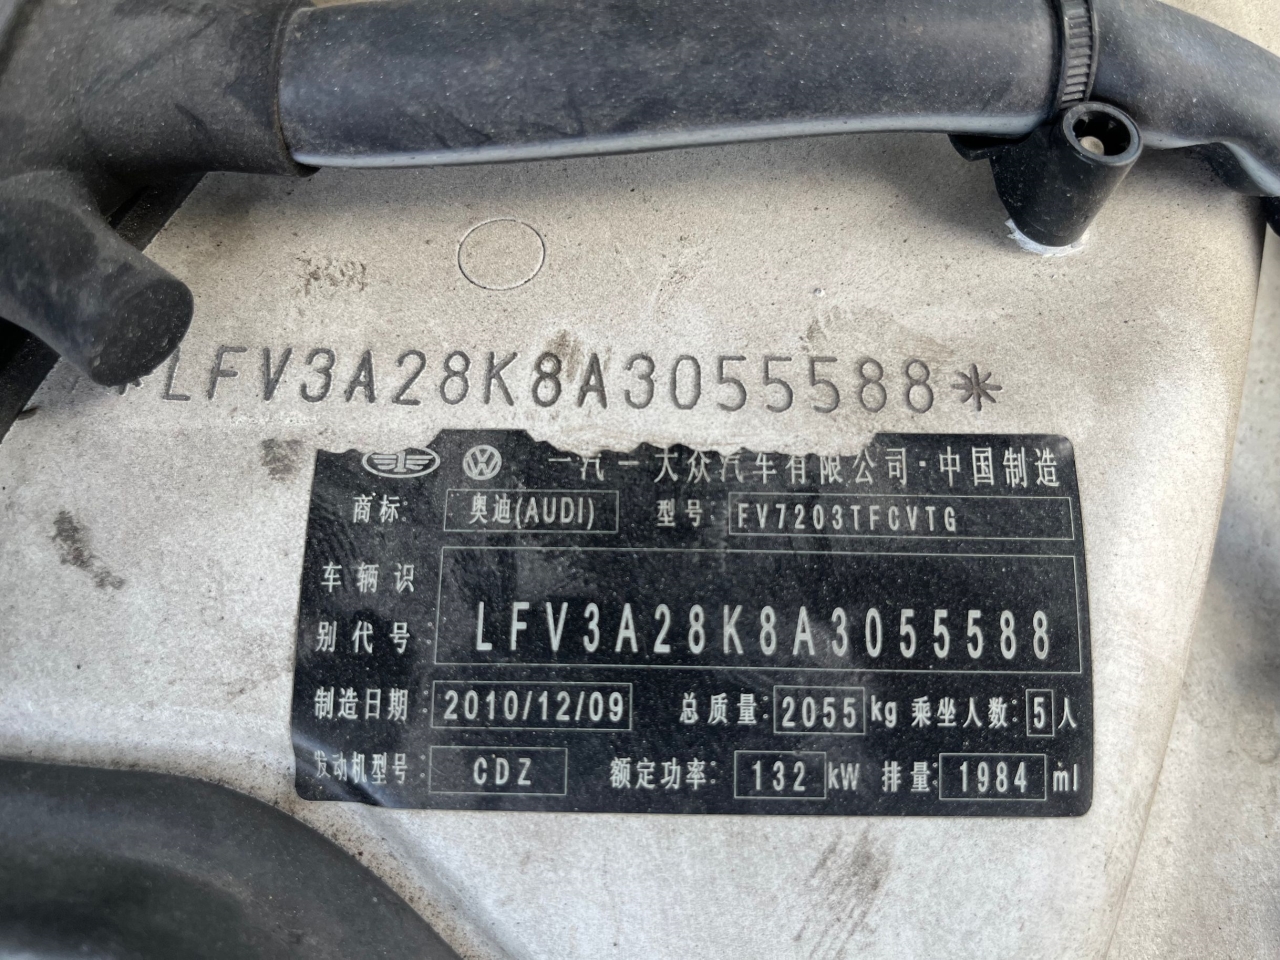 *LFV3A28K8A3055588*
一汽一大众汽车有限公司·中国制造
商标: 奥迪(AUDI) 型号: FV7203TFCVTG
车辆识
别代号: LFV3A28K8A3055588
制造日期: 2010/12/09 总质量: 2055 kg 乘坐人数: 5 人
发动机型号: CDZ 额定功率: 132 kW 排量: 1984 ml